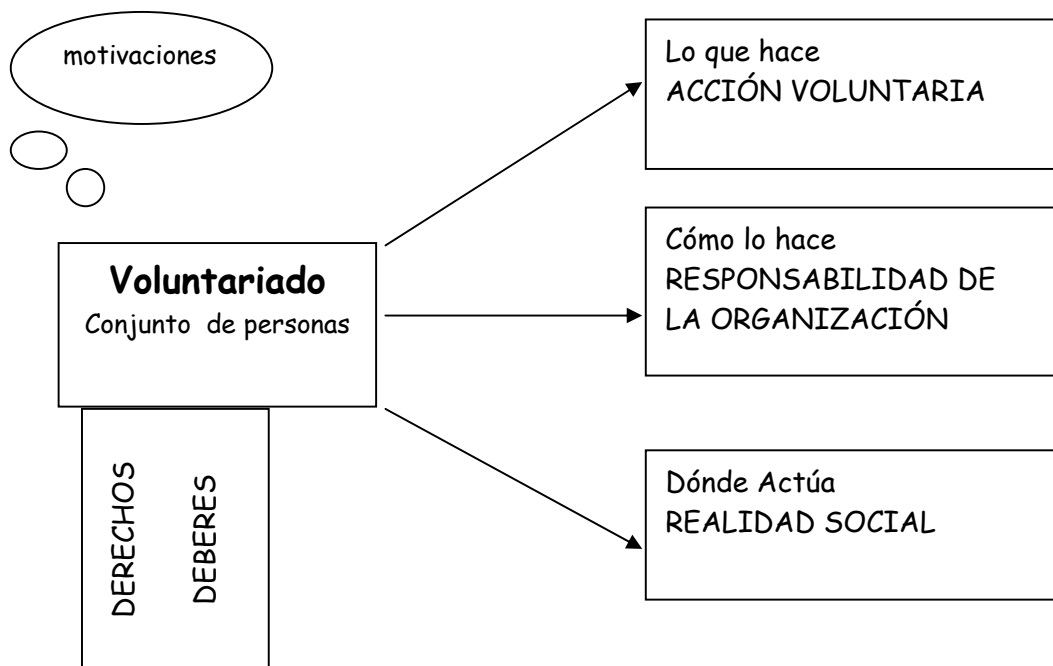 motivaciones
Lo que hace
ACCIÓN VOLUNTARIA
Voluntariado
Conjunto de personas
Cómo lo hace
RESPONSABILIDAD DE
LA ORGANIZACIÓN
Dónde Actúa
REALIDAD SOCIAL
DERECHOS
DEBERES